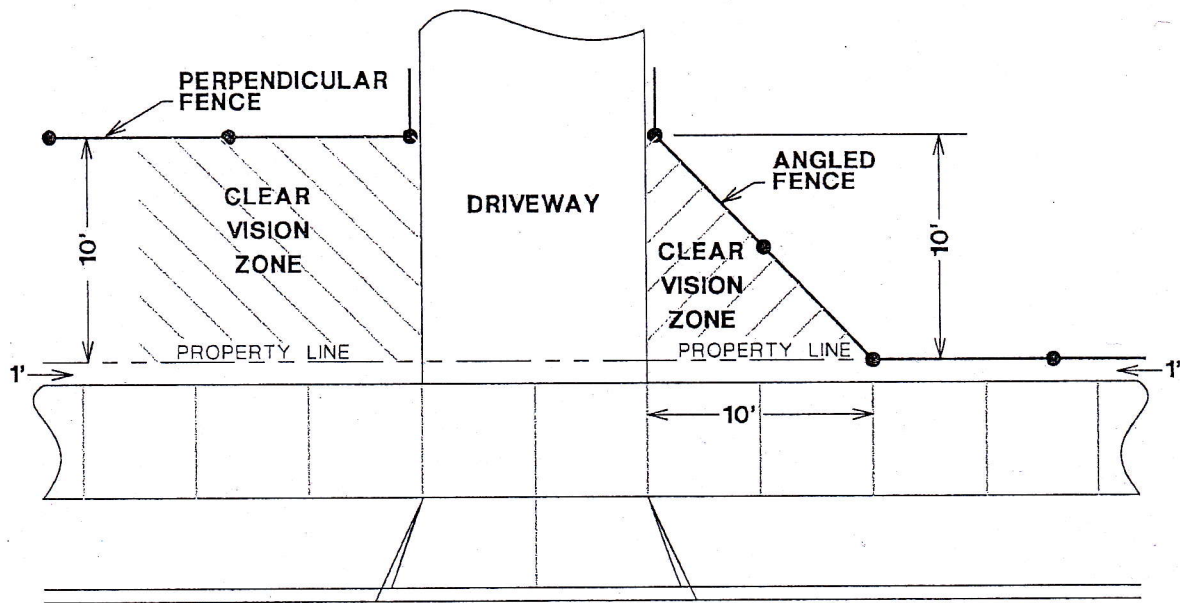 PERPENDICULAR
FENCE
CLEAR
VISION
ZONE
10'
PROPERTY LINE
1'
DRIVEWAY
ANGLED
FENCE
CLEAR
VISION
ZONE
10'
PROPERTY LINE
1'
10'